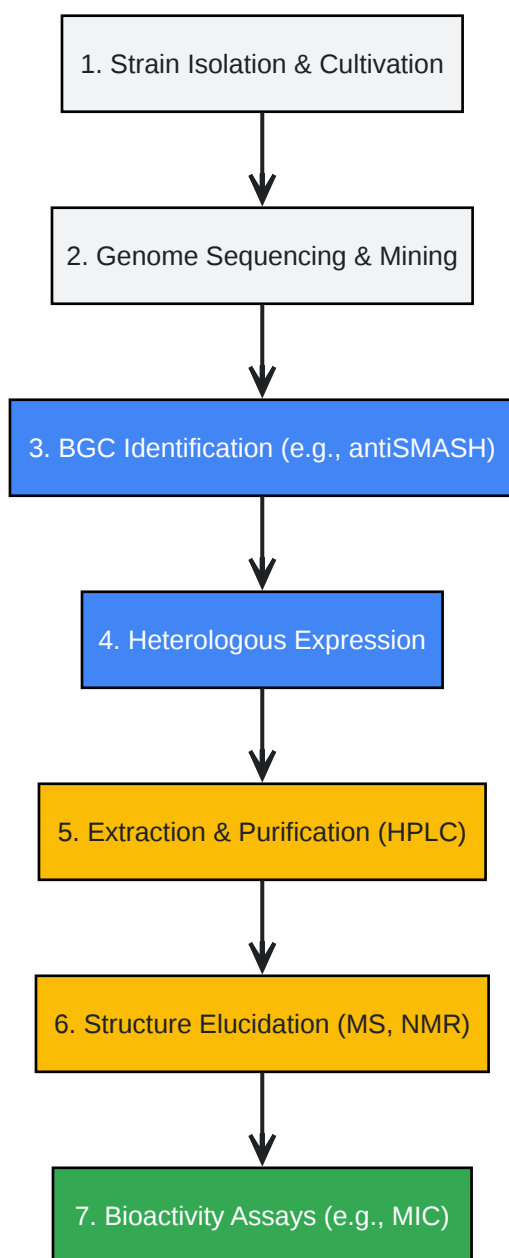 1. Strain Isolation & Cultivation
2. Genome Sequencing & Mining
3. BGC Identification (e.g., antiSMASH)
4. Heterologous Expression
5. Extraction & Purification (HPLC)
6. Structure Elucidation (MS, NMR)
7. Bioactivity Assays (e.g., MIC)